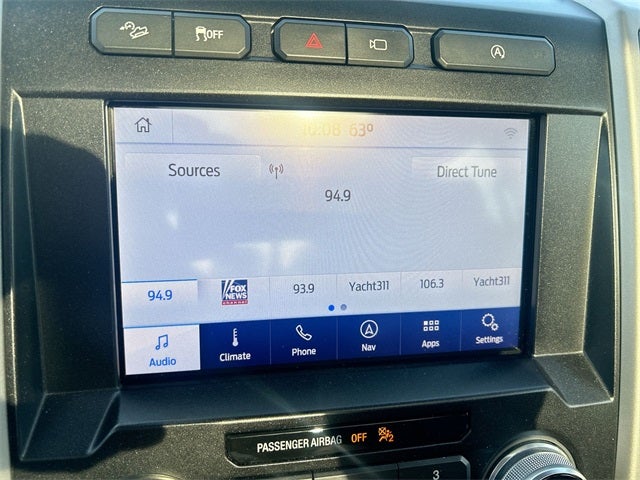 OFF
A
10:08 63°
Sources
Direct Tune
94.9
94.9
FOX
NEWS
93.9
Yacht311
106.3
Yacht311
Audio
Climate
Phone
Nav
Apps
Settings
PASSENGER AIRBAG OFF
2
3